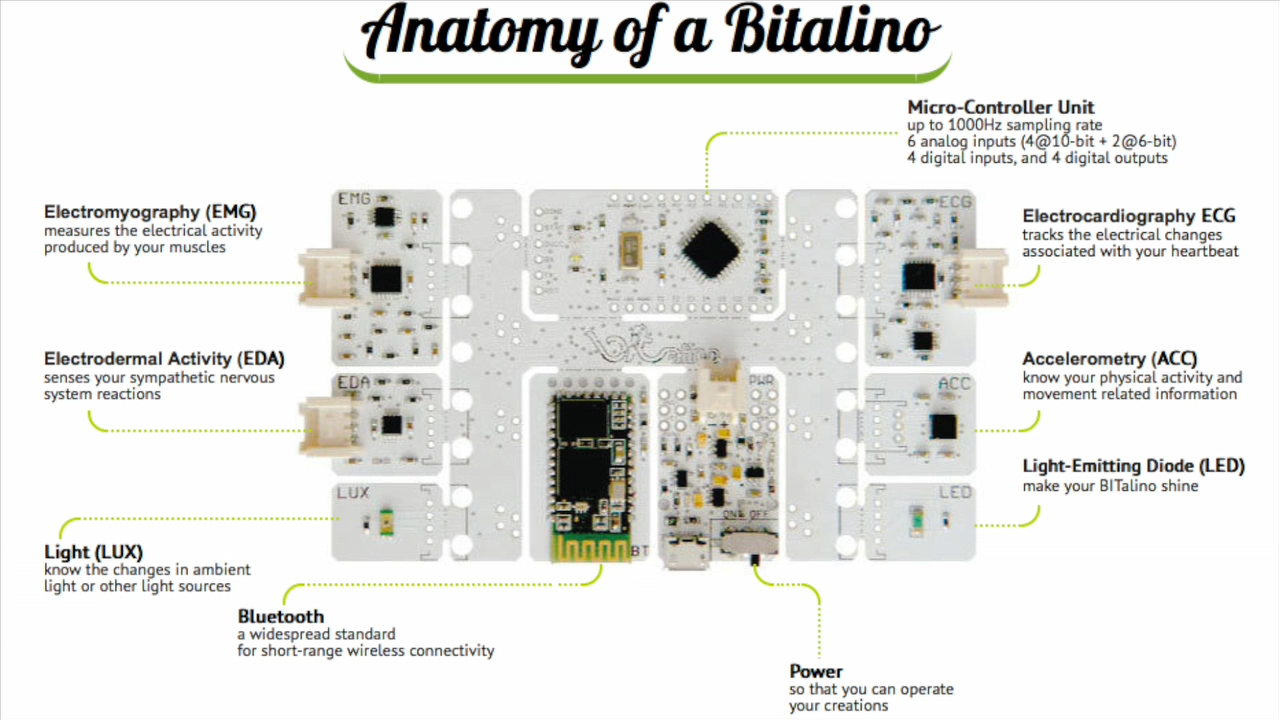 Anatomy of a Bitalino
Micro-Controller Unit
up to 1000Hz sampling rate
6 analog inputs (4@10-bit + 2@6-bit)
4 digital inputs, and 4 digital outputs
Electromyography (EMG)
measures the electrical activity
produced by your muscles
Electrocardiography ECG
tracks the electrical changes
associated with your heartbeat
Electrodermal Activity (EDA)
senses your sympathetic nervous
system reactions
Accelerometry (ACC)
know your physical activity and
movement related information
Light-Emitting Diode (LED)
make your BITalino shine
Light (LUX)
know the changes in ambient
light or other light sources
Bluetooth
a widespread standard
for short-range wireless connectivity
Power
so that you can operate
your creations
EMG
ECG
EDA
PWR
ACC
LUX
LED
ON OFF
BT